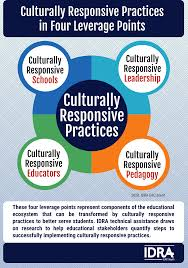 Culturally Responsive Practices
in Four Leverage Points
Culturally
Responsive
Schools
Culturally
Responsive
Leadership
Culturally
Responsive
Practices
Culturally
Responsive
Educators
Culturally
Responsive
Pedagogy
These four leverage points represent components of the educational
ecosystem that can be transformed by culturally responsive
practices to better serve students. IDRA technical assistance draws
on research to help educational stakeholders quantify steps to
successfully implementing culturally responsive practices.
IDRA